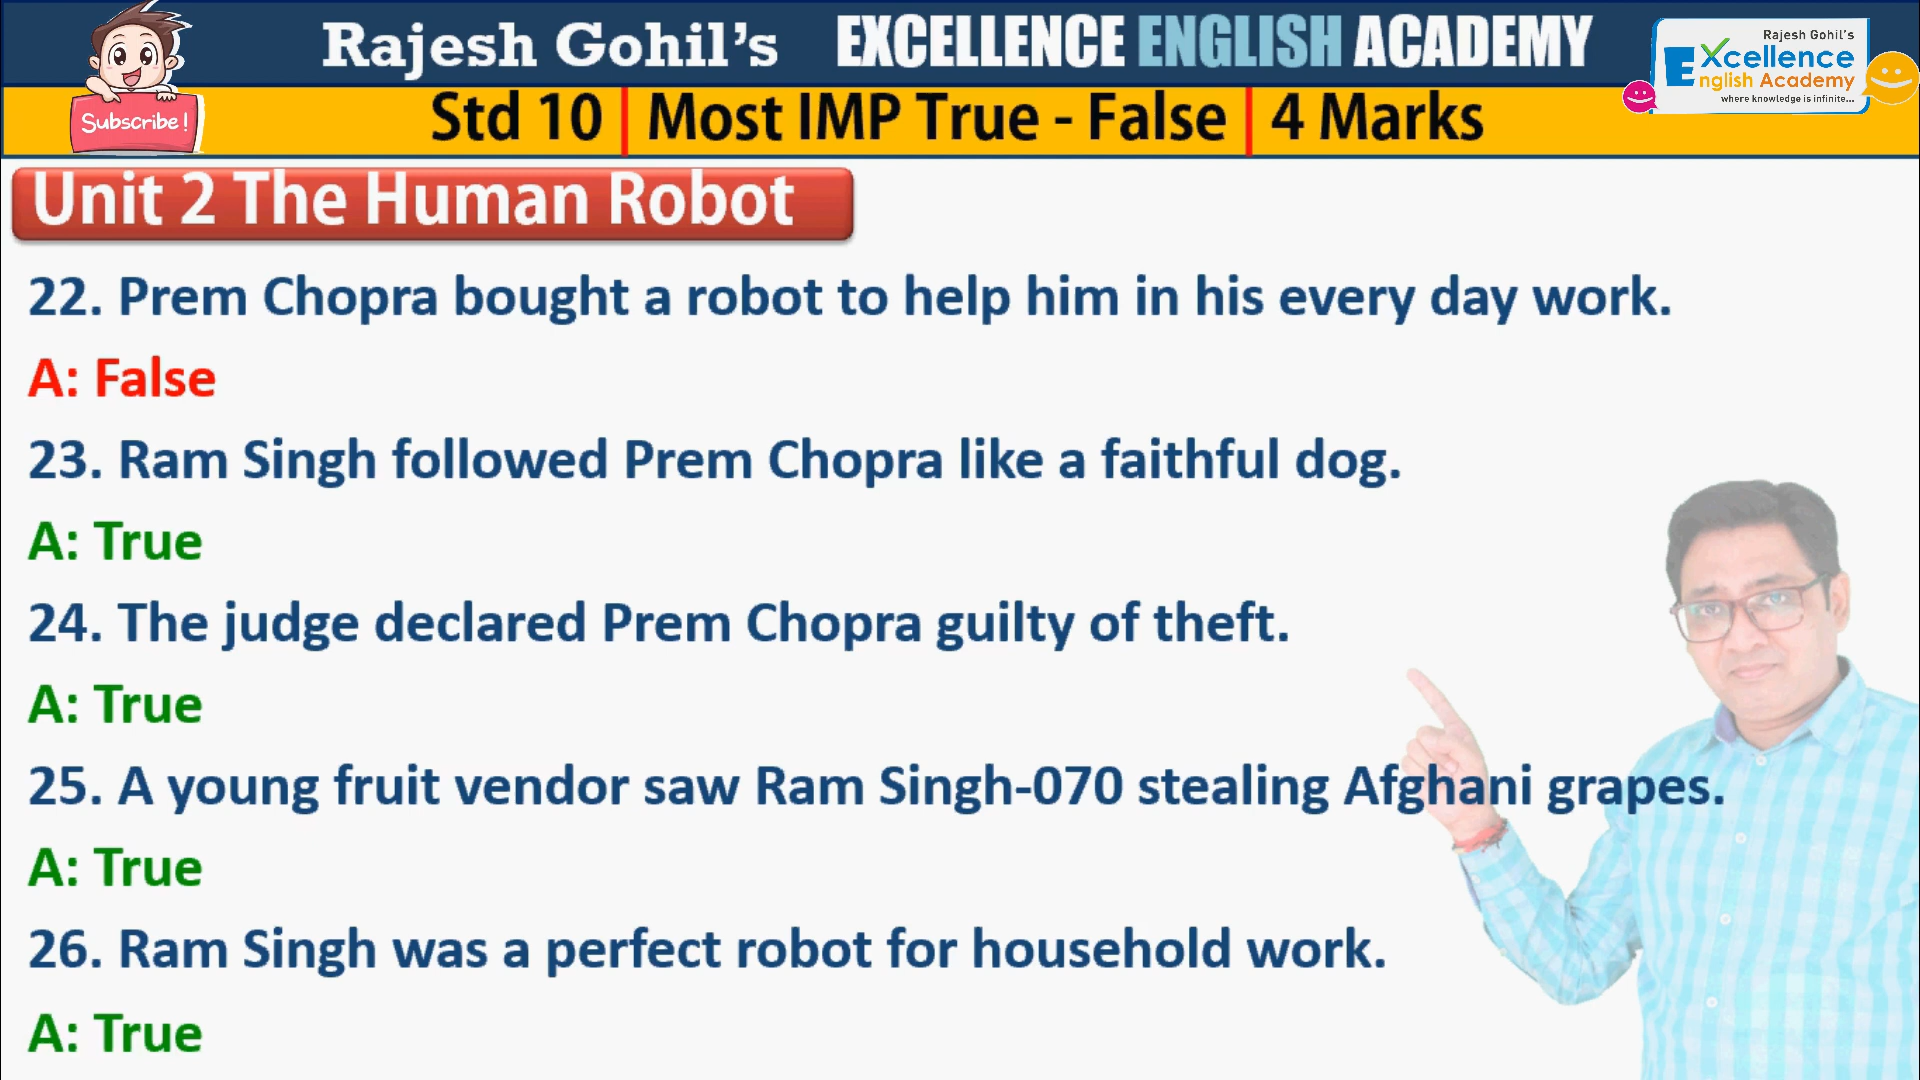 Rajesh Gohil's EXCELLENCE ENGLISH ACADEMY
Rajesh Gohil's
Excellence
English Academy
where knowledge is infinite...
Subscribe!
Std 10 | Most IMP True - False | 4 Marks
Unit 2 The Human Robot
22. Prem Chopra bought a robot to help him in his every day work.
A: False
23. Ram Singh followed Prem Chopra like a faithful dog.
A: True
24. The judge declared Prem Chopra guilty of theft.
A: True
25. A young fruit vendor saw Ram Singh-070 stealing Afghani grapes.
A: True
26. Ram Singh was a perfect robot for household work.
A: True